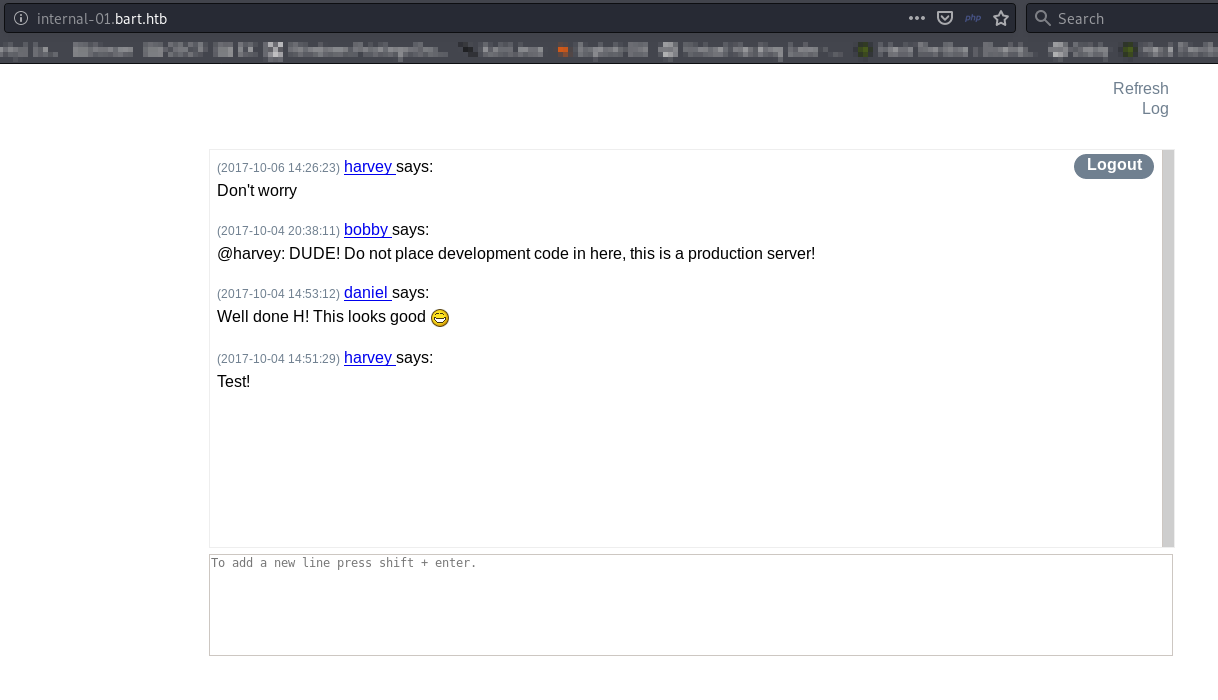 internal-01.bart.htb
php
Search
Refresh
Log
Logout
(2017-10-06 14:26:23) harvey says:
Don't worry
(2017-10-04 20:38:11) bobby says:
@harvey: DUDE! Do not place development code in here, this is a production server!
(2017-10-04 14:53:12) daniel says:
Well done H! This looks good
(2017-10-04 14:51:29) harvey says:
Test!
To add a new line press shift + enter.